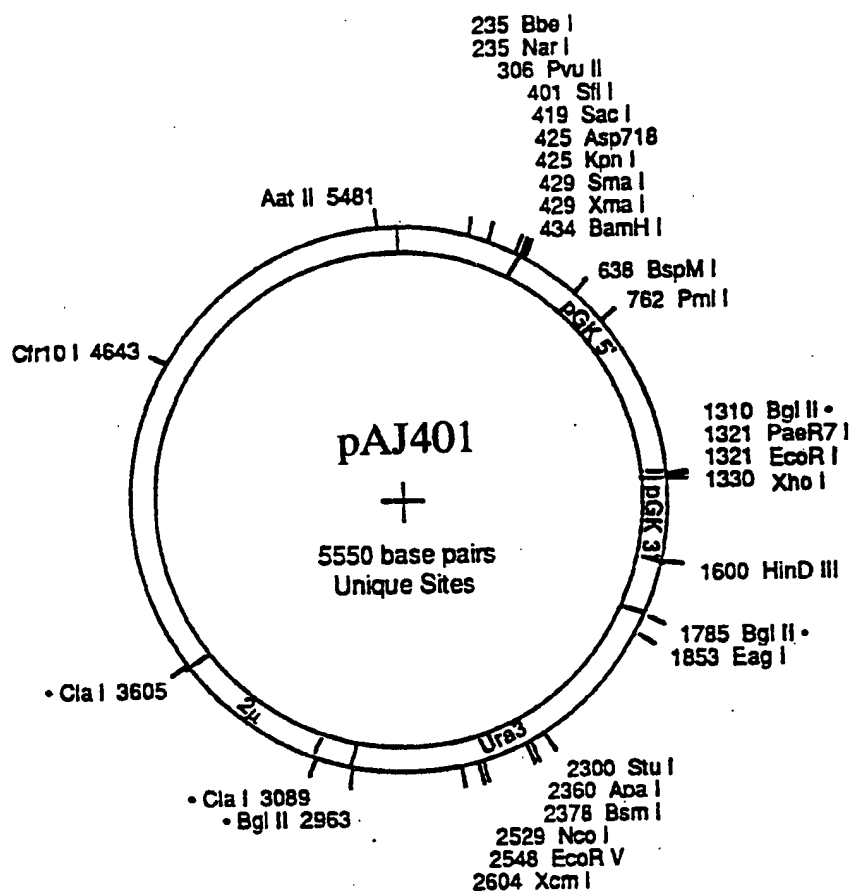 235 Bbe I
235 Nar I
306 Pvu II
401 Sfi I
419 Sac I
425 Asp718
425 Kpn I
429 Sma I
429 Xma I
434 BamH I
Aat II 5481
638 BspM I
762 Pml I
pGK 5'
Cfr10 I 4643
pAJ401
5550 base pairs
Unique Sites
1310 Bgl II •
1321 PaeR7 I
1321 EcoR I
1330 Xho I
pGK 3'
1600 HinD III
1785 Bgl II •
1853 Eag I
• Cla I 3605
2µ
Ura3
• Cla I 3089
• Bgl II 2963
2300 Stu I
2360 Apa I
2378 Bsm I
2529 Nco I
2548 EcoR V
2604 Xcm I